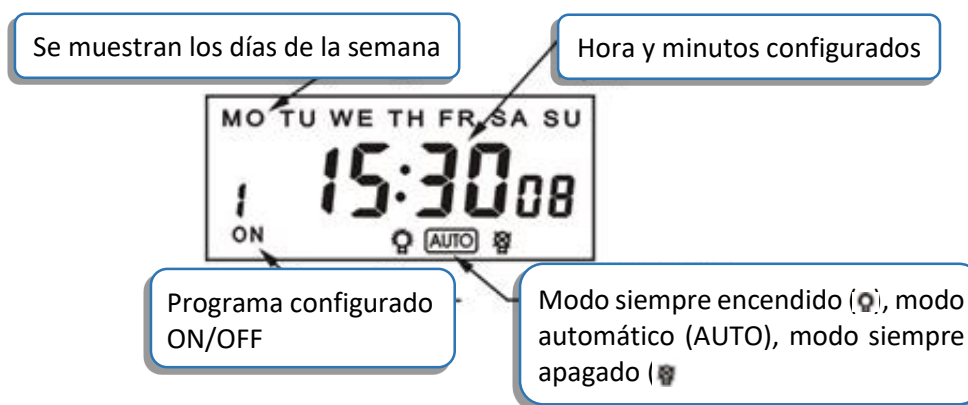 Se muestran los días de la semana
Hora y minutos configurados
MO TU WE TH FR SA SU
15:30 08
1
ON
AUTO
Programa configurado
ON/OFF
Modo siempre encendido ( ), modo
automático (AUTO), modo siempre
apagado (